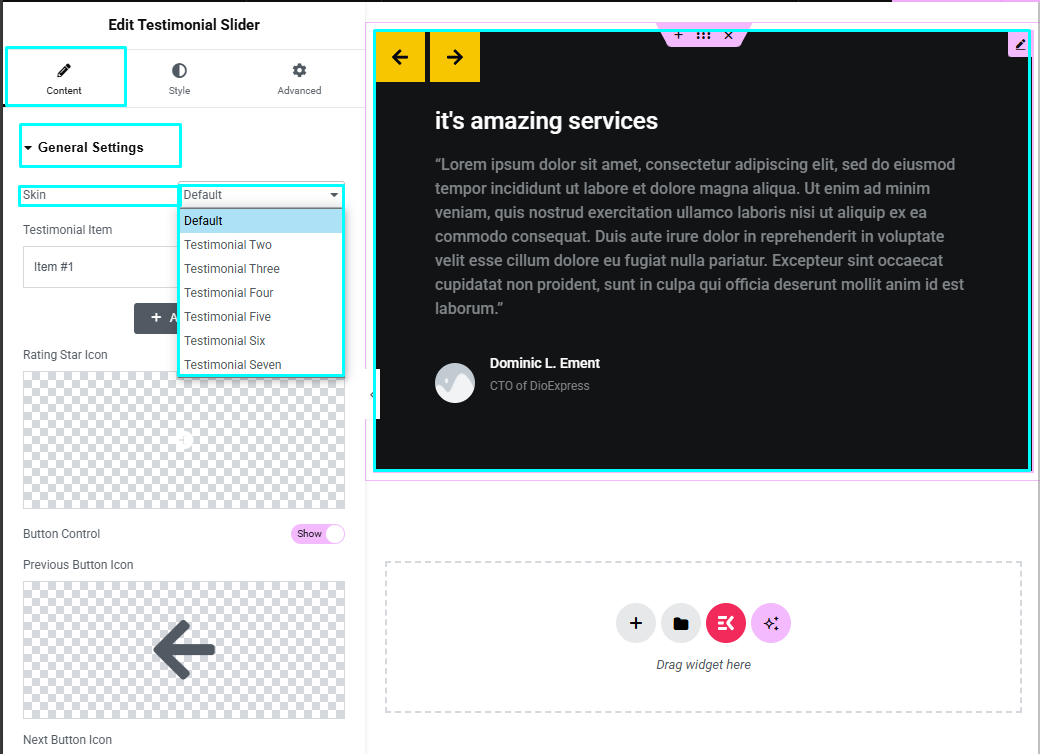 Edit Testimonial Slider
Content
Style
Advanced
General Settings
Skin
Default
Default
Testimonial Two
Testimonial Three
Testimonial Four
Testimonial Five
Testimonial Six
Testimonial Seven
Testimonial Item
Item #1
+ A
Rating Star Icon
Button Control
Show
Previous Button Icon
Next Button Icon
it's amazing services
“Lorem ipsum dolor sit amet, consectetur adipiscing elit, sed do eiusmod
tempor incididunt ut labore et dolore magna aliqua. Ut enim ad minim
veniam, quis nostrud exercitation ullamco laboris nisi ut aliquip ex ea
commodo consequat. Duis aute irure dolor in reprehenderit in voluptate
velit esse cillum dolore eu fugiat nulla pariatur. Excepteur sint occaecat
cupidatat non proident, sunt in culpa qui officia deserunt mollit anim id est
laborum.”
Dominic L. Ement
CTO of DioExpress
Drag widget here